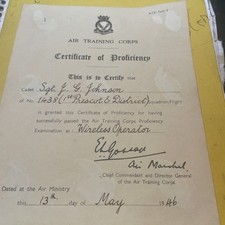 AIR TRAINING CORPS
Certificate of Proficiency
This is to Certify that
Cadet Sgt. J. G. Johnson
of No. 1438 (1st Prescot & District) Squadron/Flight
is granted this Certificate of Proficiency for having
successfully passed the Air Training Corps Proficiency
Examination as Wireless Operator
Air Marshal,
Chief Commandant and Director General
of the Air Training Corps
Dated at the Air Ministry
this 13th day of May 1946